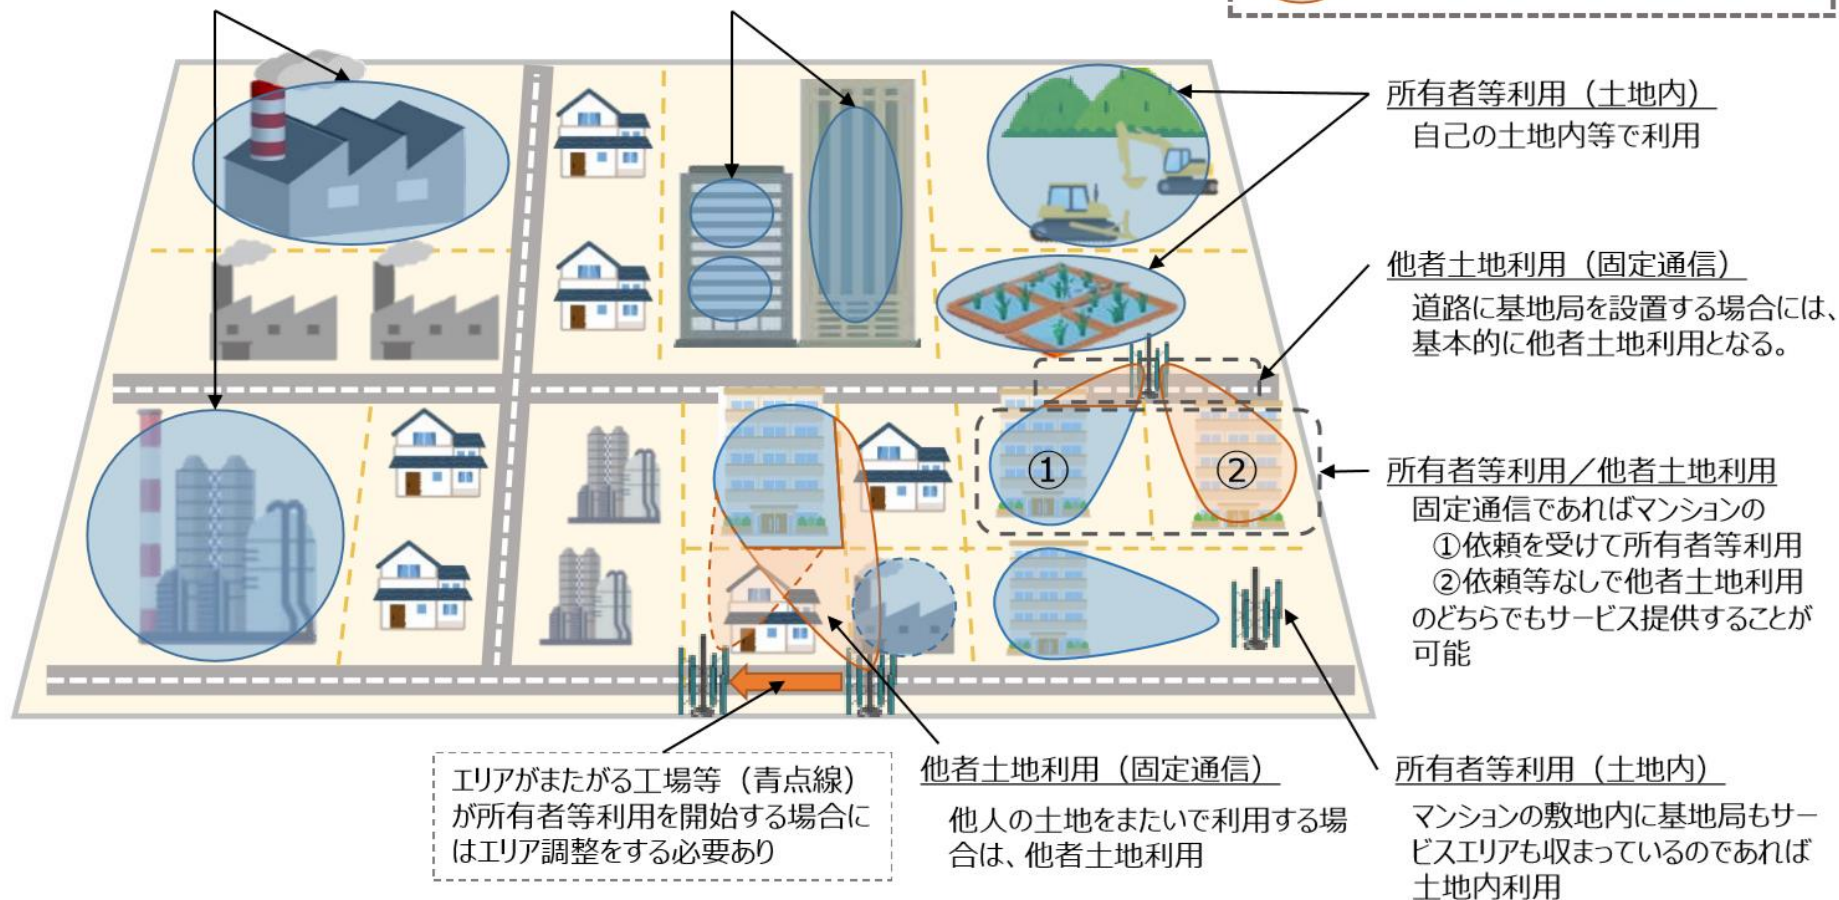 所有者等利用（土地内）
自己の土地内等で利用
他者土地利用（固定通信）
道路に基地局を設置する場合には、
基本的に他者土地利用となる。
①
②
所有者等利用／他者土地利用
固定通信であればマンションの
①依頼を受けて所有者等利用
②依頼等なしで他者土地利用
のどちらでもサービス提供することが
可能
エリアがまたがる工場等（青点線）
が所有者等利用を開始する場合に
はエリア調整をする必要あり
他者土地利用（固定通信）
他人の土地をまたいで利用する場
合は、他者土地利用
所有者等利用（土地内）
マンションの敷地内に基地局もサー
ビスエリアも収まっているのであれば
土地内利用